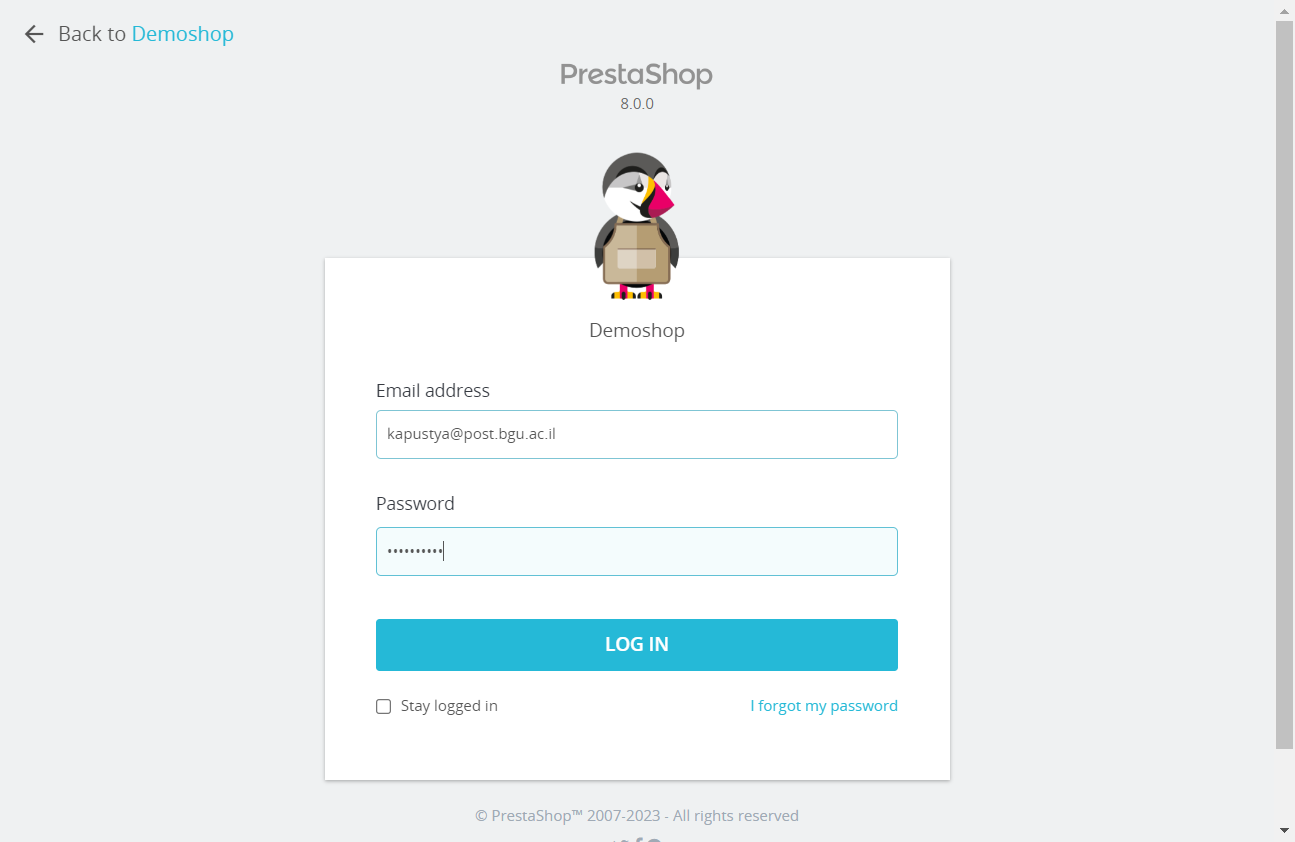 Back to Demoshop
PrestaShop
8.0.0
Demoshop
Email address
kapustya@post.bgu.ac.il
Password
••••••••••
LOG IN
Stay logged in
I forgot my password
© PrestaShop™ 2007-2023 - All rights reserved